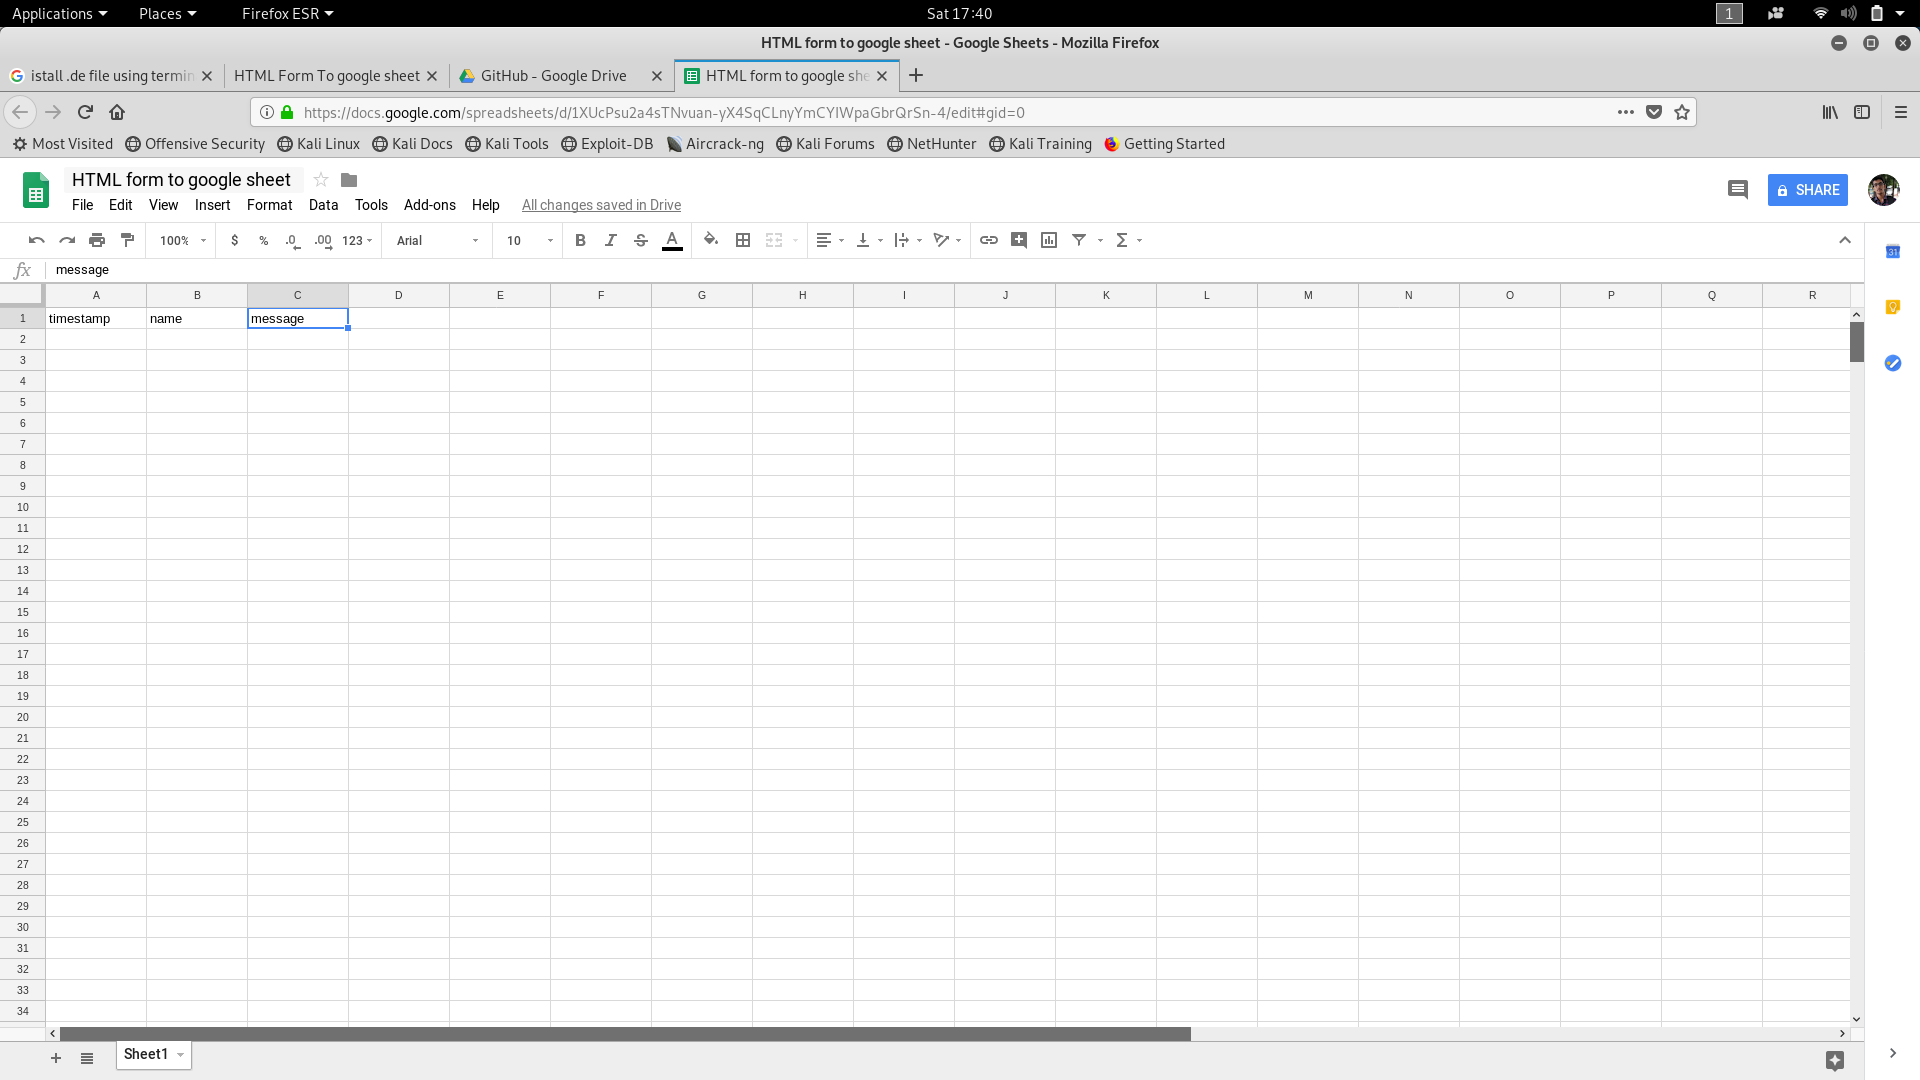 Applications Places Firefox ESR Sat 17:40 1
HTML form to google sheet - Google Sheets - Mozilla Firefox
istall .de file using termin HTML Form To google sheet GitHub - Google Drive HTML form to google she
https://docs.google.com/spreadsheets/d/1XUcPsu2a4sTNvuan-yX4SqCLnyYmCYIWpaGbrQrSn-4/edit#gid=0
Most Visited Offensive Security Kali Linux Kali Docs Kali Tools Exploit-DB Aircrack-ng Kali Forums NetHunter Kali Training Getting Started
HTML form to google sheet
SHARE
File Edit View Insert Format Data Tools Add-ons Help All changes saved in Drive
100% $ % .0 .00 123 Arial 10 B I S A Σ
31
fx message
A B C D E F G H I J K L M N O P Q R
1 timestamp name message
2
3
4
5
6
7
8
9
10
11
12
13
14
15
16
17
18
19
20
21
22
23
24
25
26
27
28
29
30
31
32
33
34
Sheet1